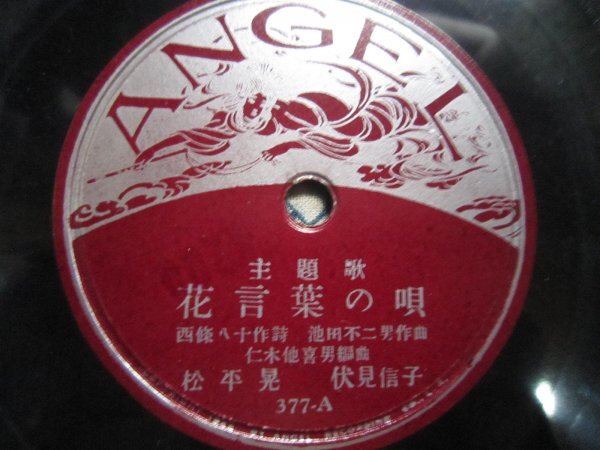 ANGEL
主題歌
花言葉の唄
西條八十作詩 池田不二男作曲
仁木他喜男編曲
松平晃 伏見信子
377-A